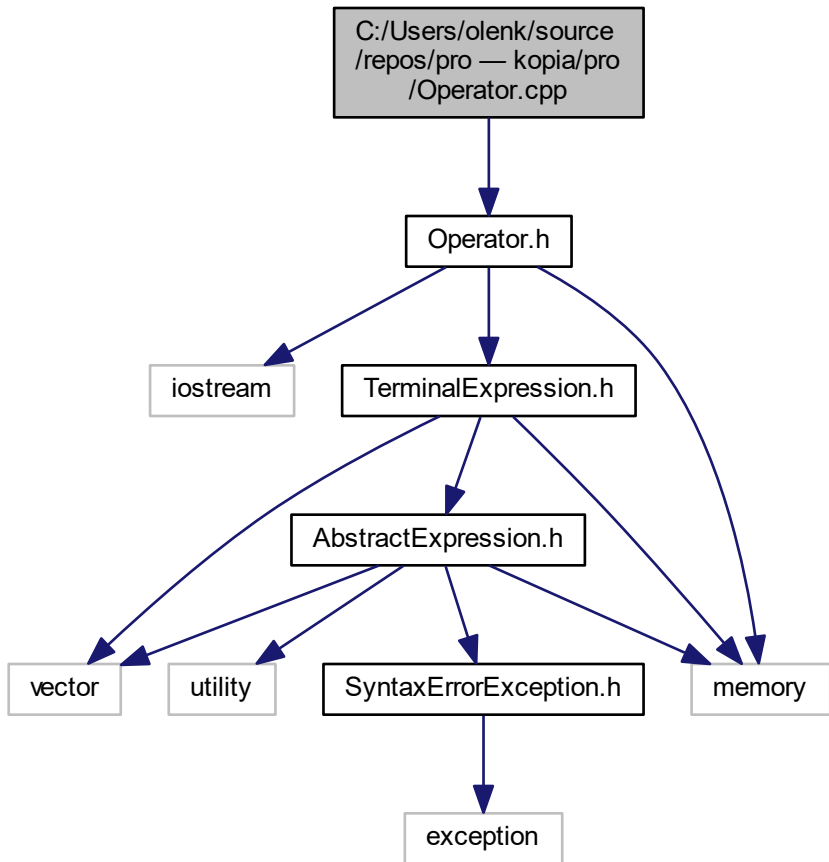 C:/Users/olenk/source
/repos/pro — kopia/pro
/Operator.cpp
Operator.h
iostream
TerminalExpression.h
AbstractExpression.h
vector
utility
SyntaxErrorException.h
memory
exception